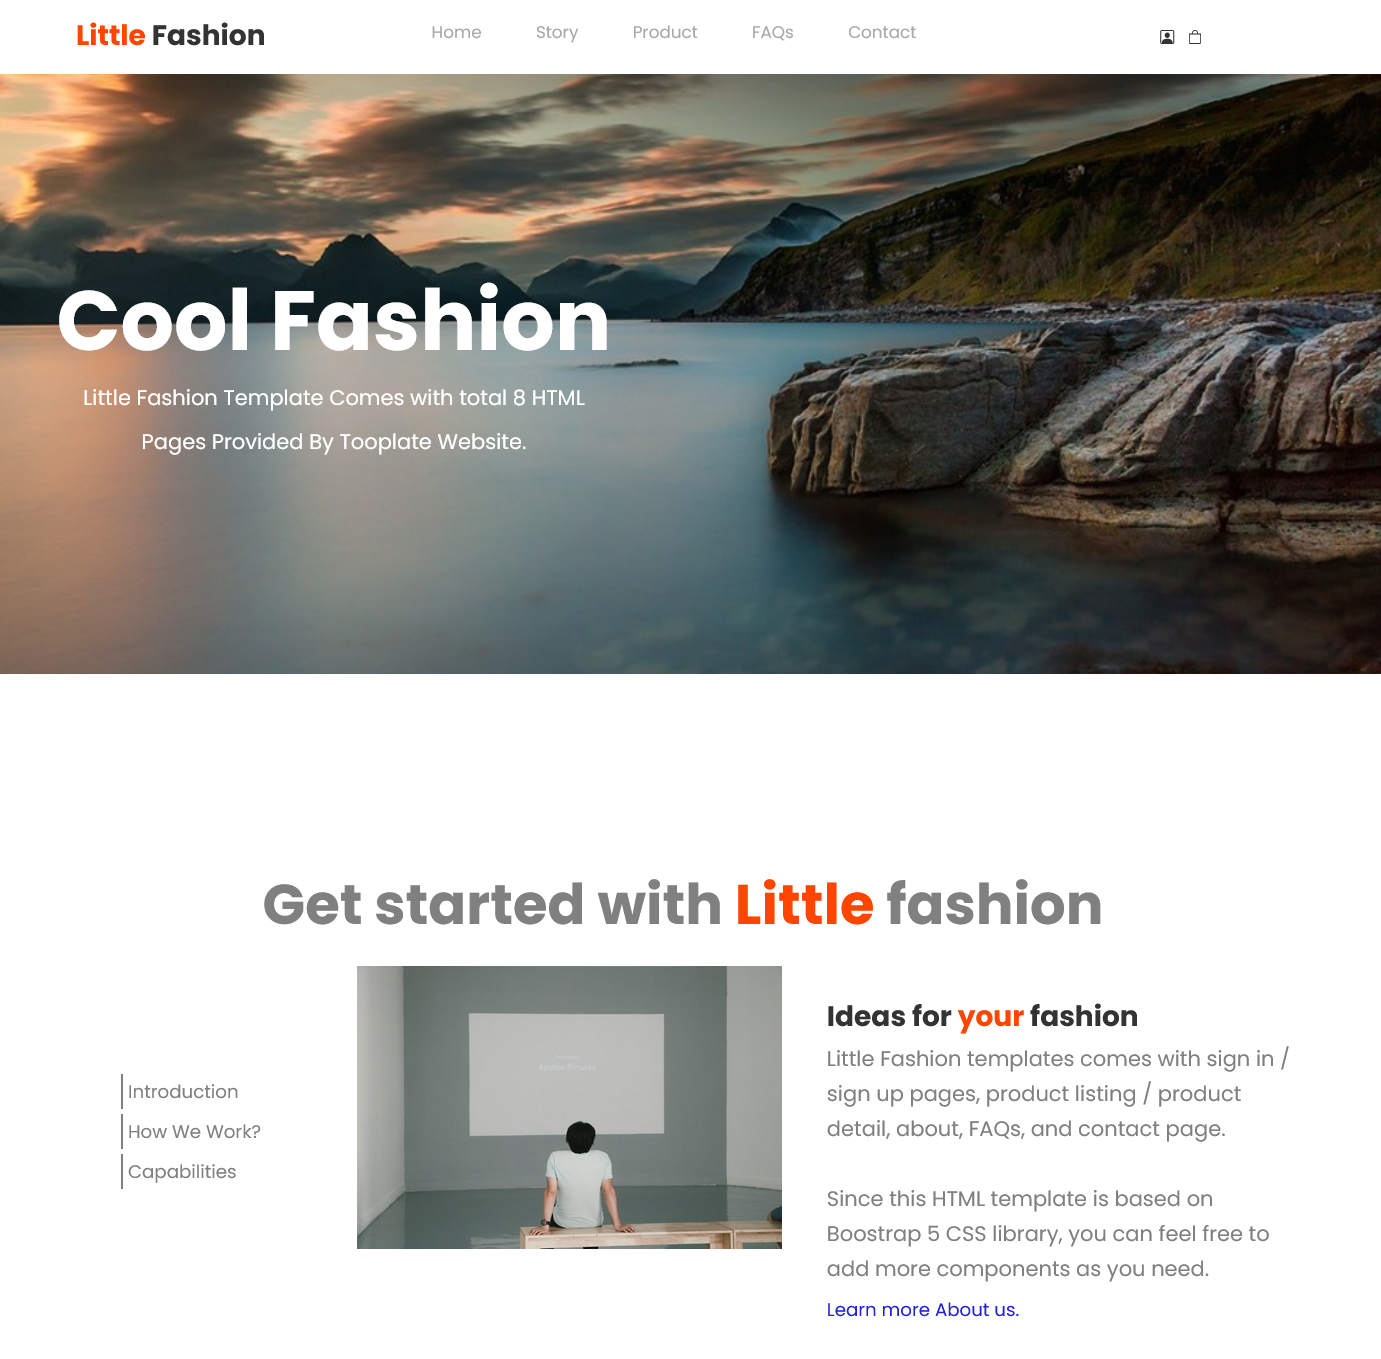 Little Fashion
Home Story Product FAQs Contact
Cool Fashion
Little Fashion Template Comes with total 8 HTML
Pages Provided By Tooplate Website.
Get started with Little fashion
Introduction
How We Work?
Capabilities
Apollon Pictures
Ideas for your fashion
Little Fashion templates comes with sign in /
sign up pages, product listing / product
detail, about, FAQs, and contact page.
Since this HTML template is based on
Boostrap 5 CSS library, you can feel free to
add more components as you need.
Learn more About us.